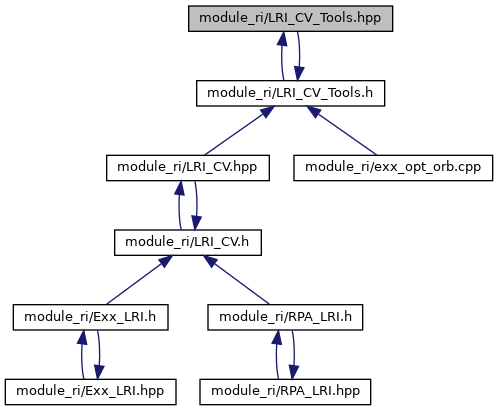 module_ri/LRI_CV_Tools.hpp
module_ri/LRI_CV_Tools.h
module_ri/LRI_CV.hpp
module_ri/exx_opt_orb.cpp
module_ri/LRI_CV.h
module_ri/Exx_LRI.h
module_ri/RPA_LRI.h
module_ri/Exx_LRI.hpp
module_ri/RPA_LRI.hpp